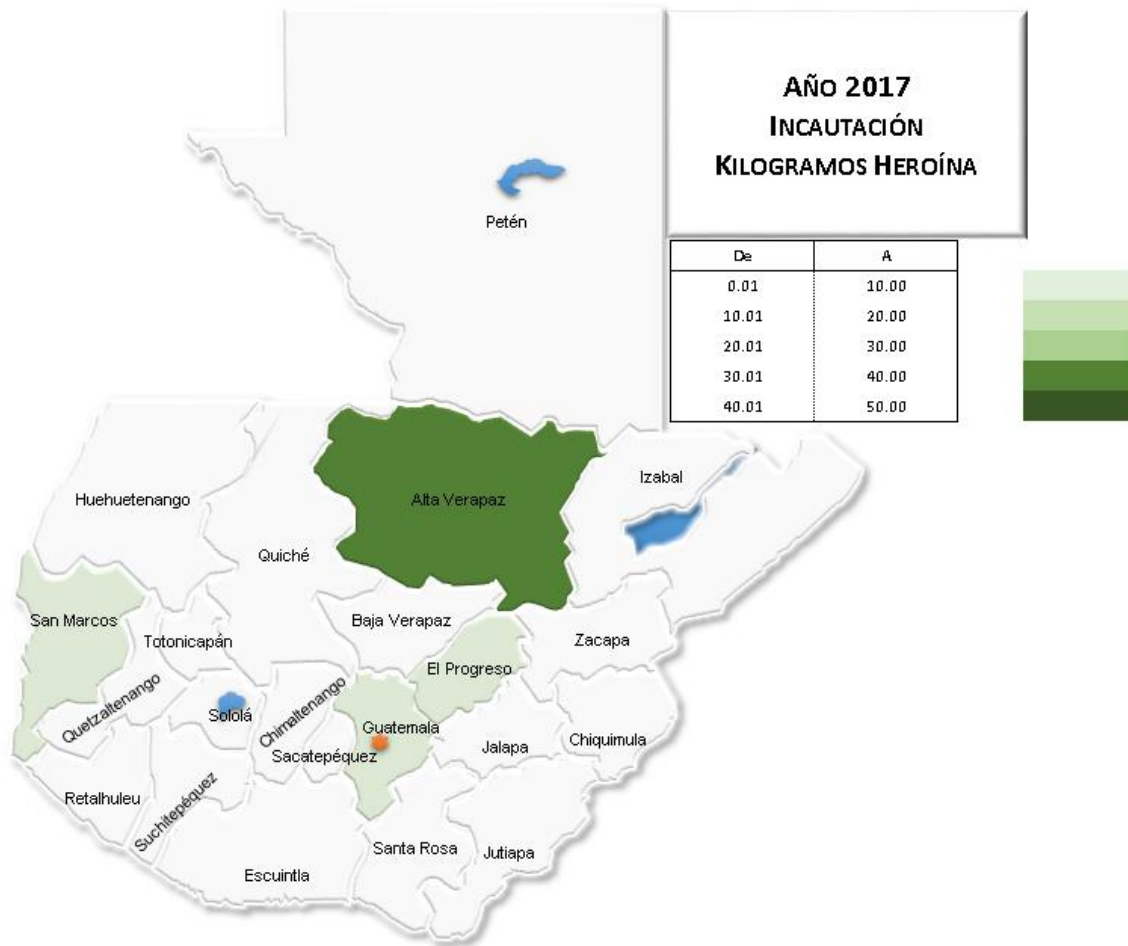 AÑO 2017
INCAUTACIÓN
KILOGRAMOS HEROÍNA
De A
0.01 10.00
10.01 20.00
20.01 30.00
30.01 40.00
40.01 50.00
Petén
Huehuetenango
Quiché
Alta Verapaz
Izabal
San Marcos
Totonicapán
Baja Verapaz
Zacapa
El Progreso
Quetzaltenango
Sololá
Chimaltenango
Guatemala
Sacatepéquez
Jalapa
Chiquimula
Retalhuleu
Suchitepéquez
Escuintla
Santa Rosa
Jutiapa